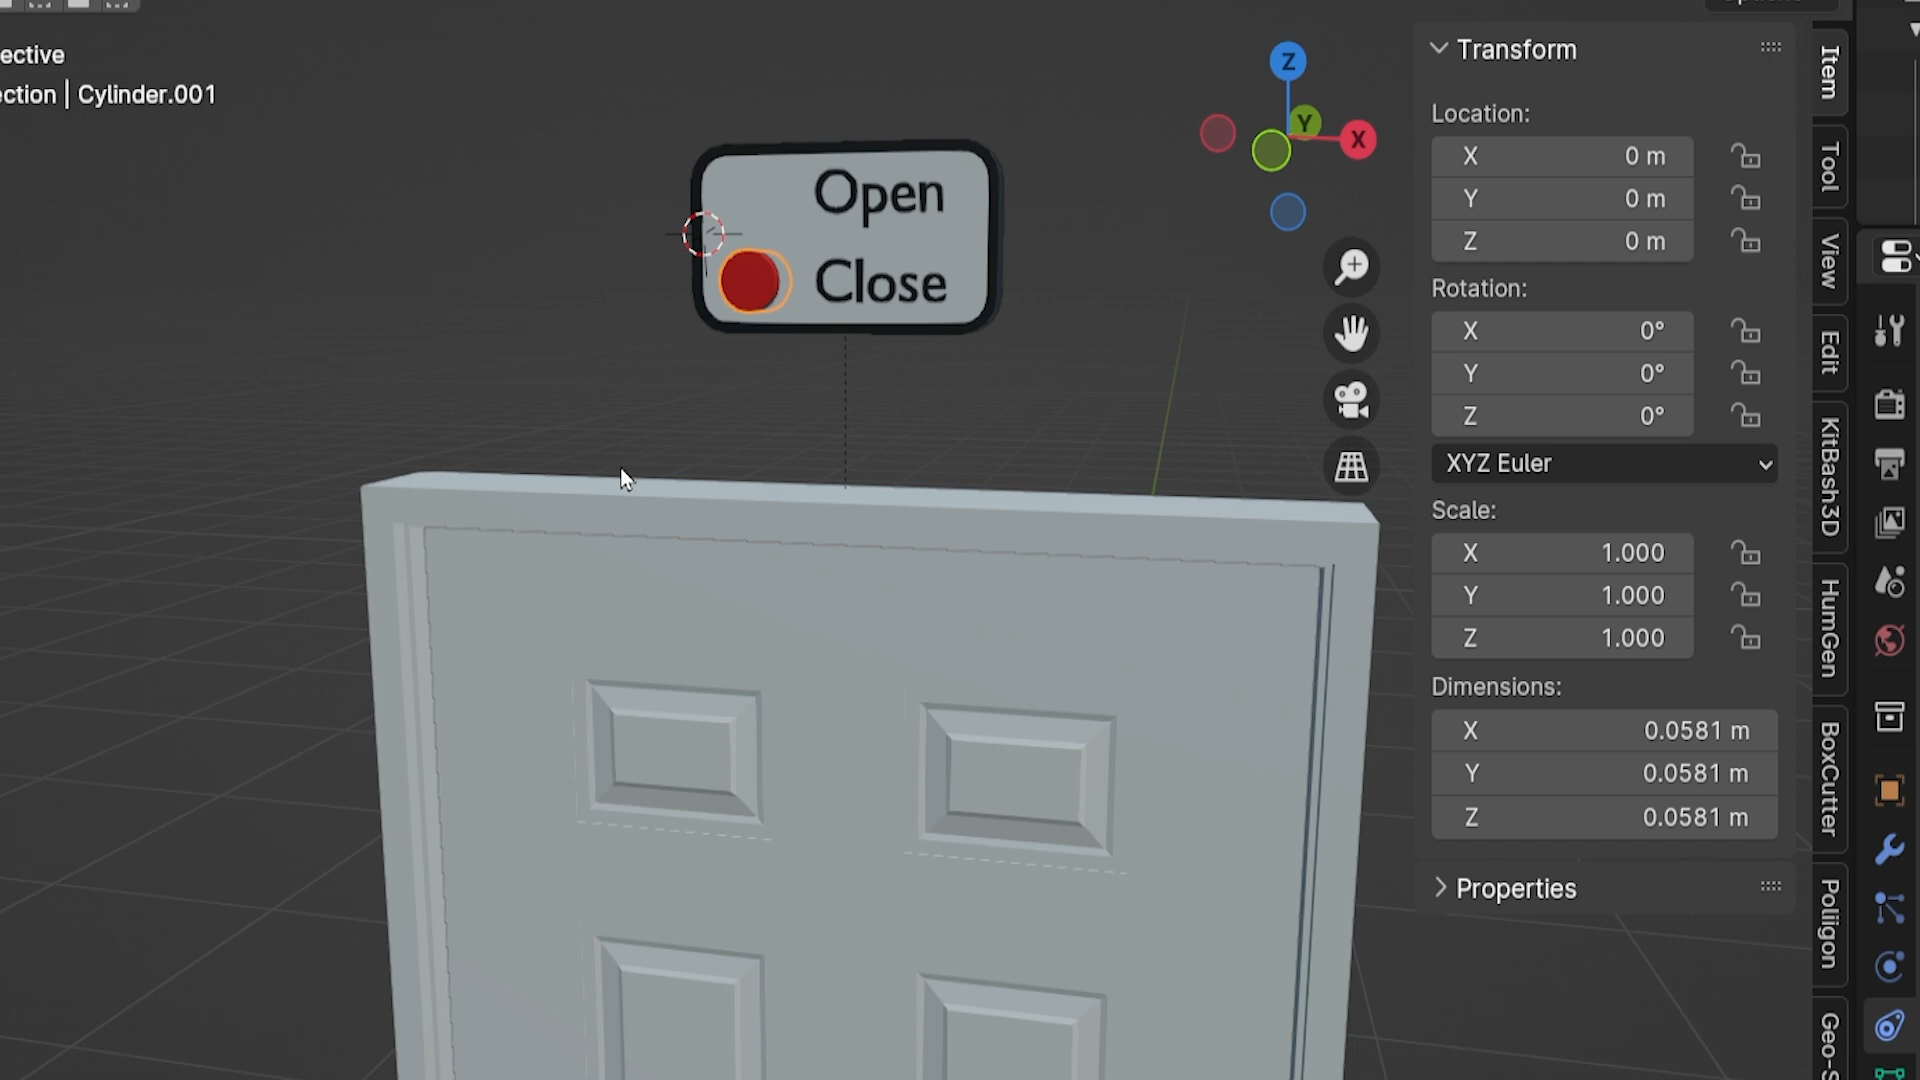 ective
ection | Cylinder.001
Open
Close
Z
Y
X
Transform
Location:
X 0 m
Y 0 m
Z 0 m
Rotation:
X 0°
Y 0°
Z 0°
XYZ Euler
Scale:
X 1.000
Y 1.000
Z 1.000
Dimensions:
X 0.0581 m
Y 0.0581 m
Z 0.0581 m
Properties
Item
Tool
View
Edit
KitBash3D
HumGen
BoxCutter
Poliigon
Geo-S